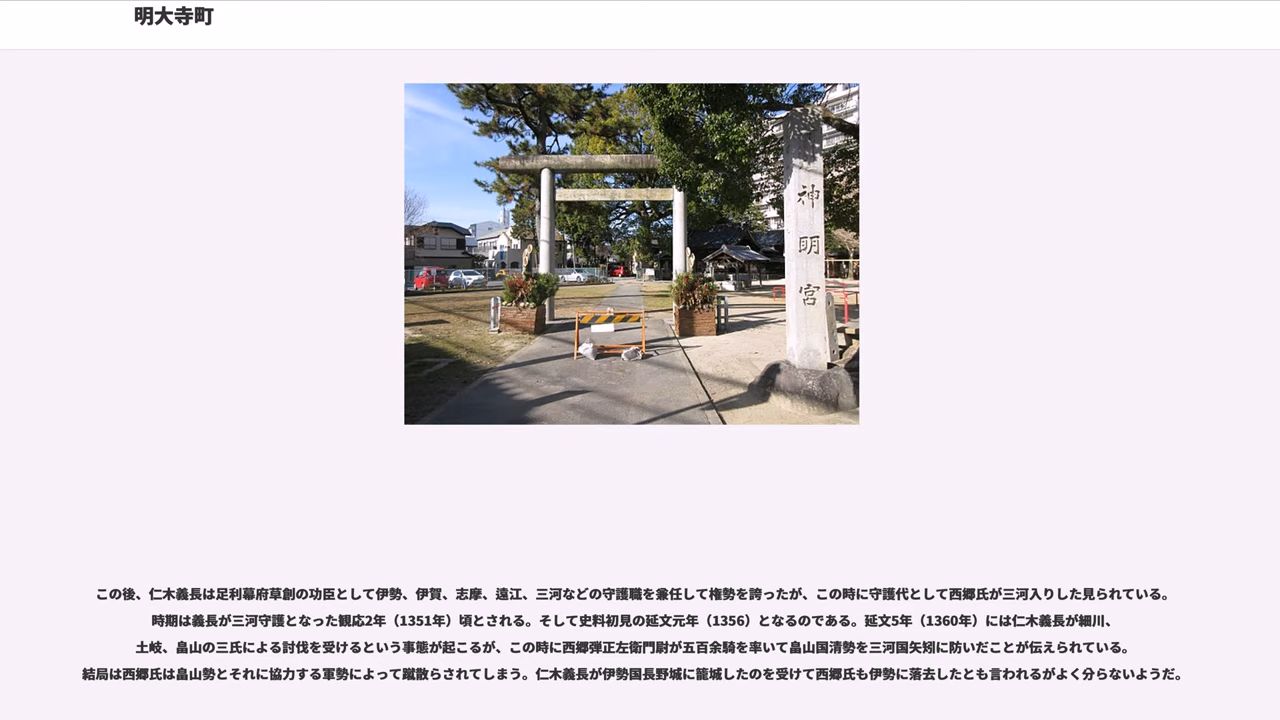 明大寺町
神明宮
この後、仁木義長は足利幕府草創の功臣として伊勢、伊賀、志摩、遠江、三河などの守護職を兼任して権勢を誇ったが、この時に守護代として西郷氏が三河入りした見られている。
時期は義長が三河守護となった観応2年（1351年）頃とされる。そして史料初見の延文元年（1356）となるのである。延文5年（1360年）には仁木義長が細川、
土岐、畠山の三氏による討伐を受けるという事態が起こるが、この時に西郷弾正左衛門尉が五百余騎を率いて畠山国清勢を三河国矢矧に防いだことが伝えられている。
結局は西郷氏は畠山勢とそれに協力する軍勢によって蹴散らされてしまう。仁木義長が伊勢国長野城に籠城したのを受けて西郷氏も伊勢に落去したとも言われるがよく分らないようだ。